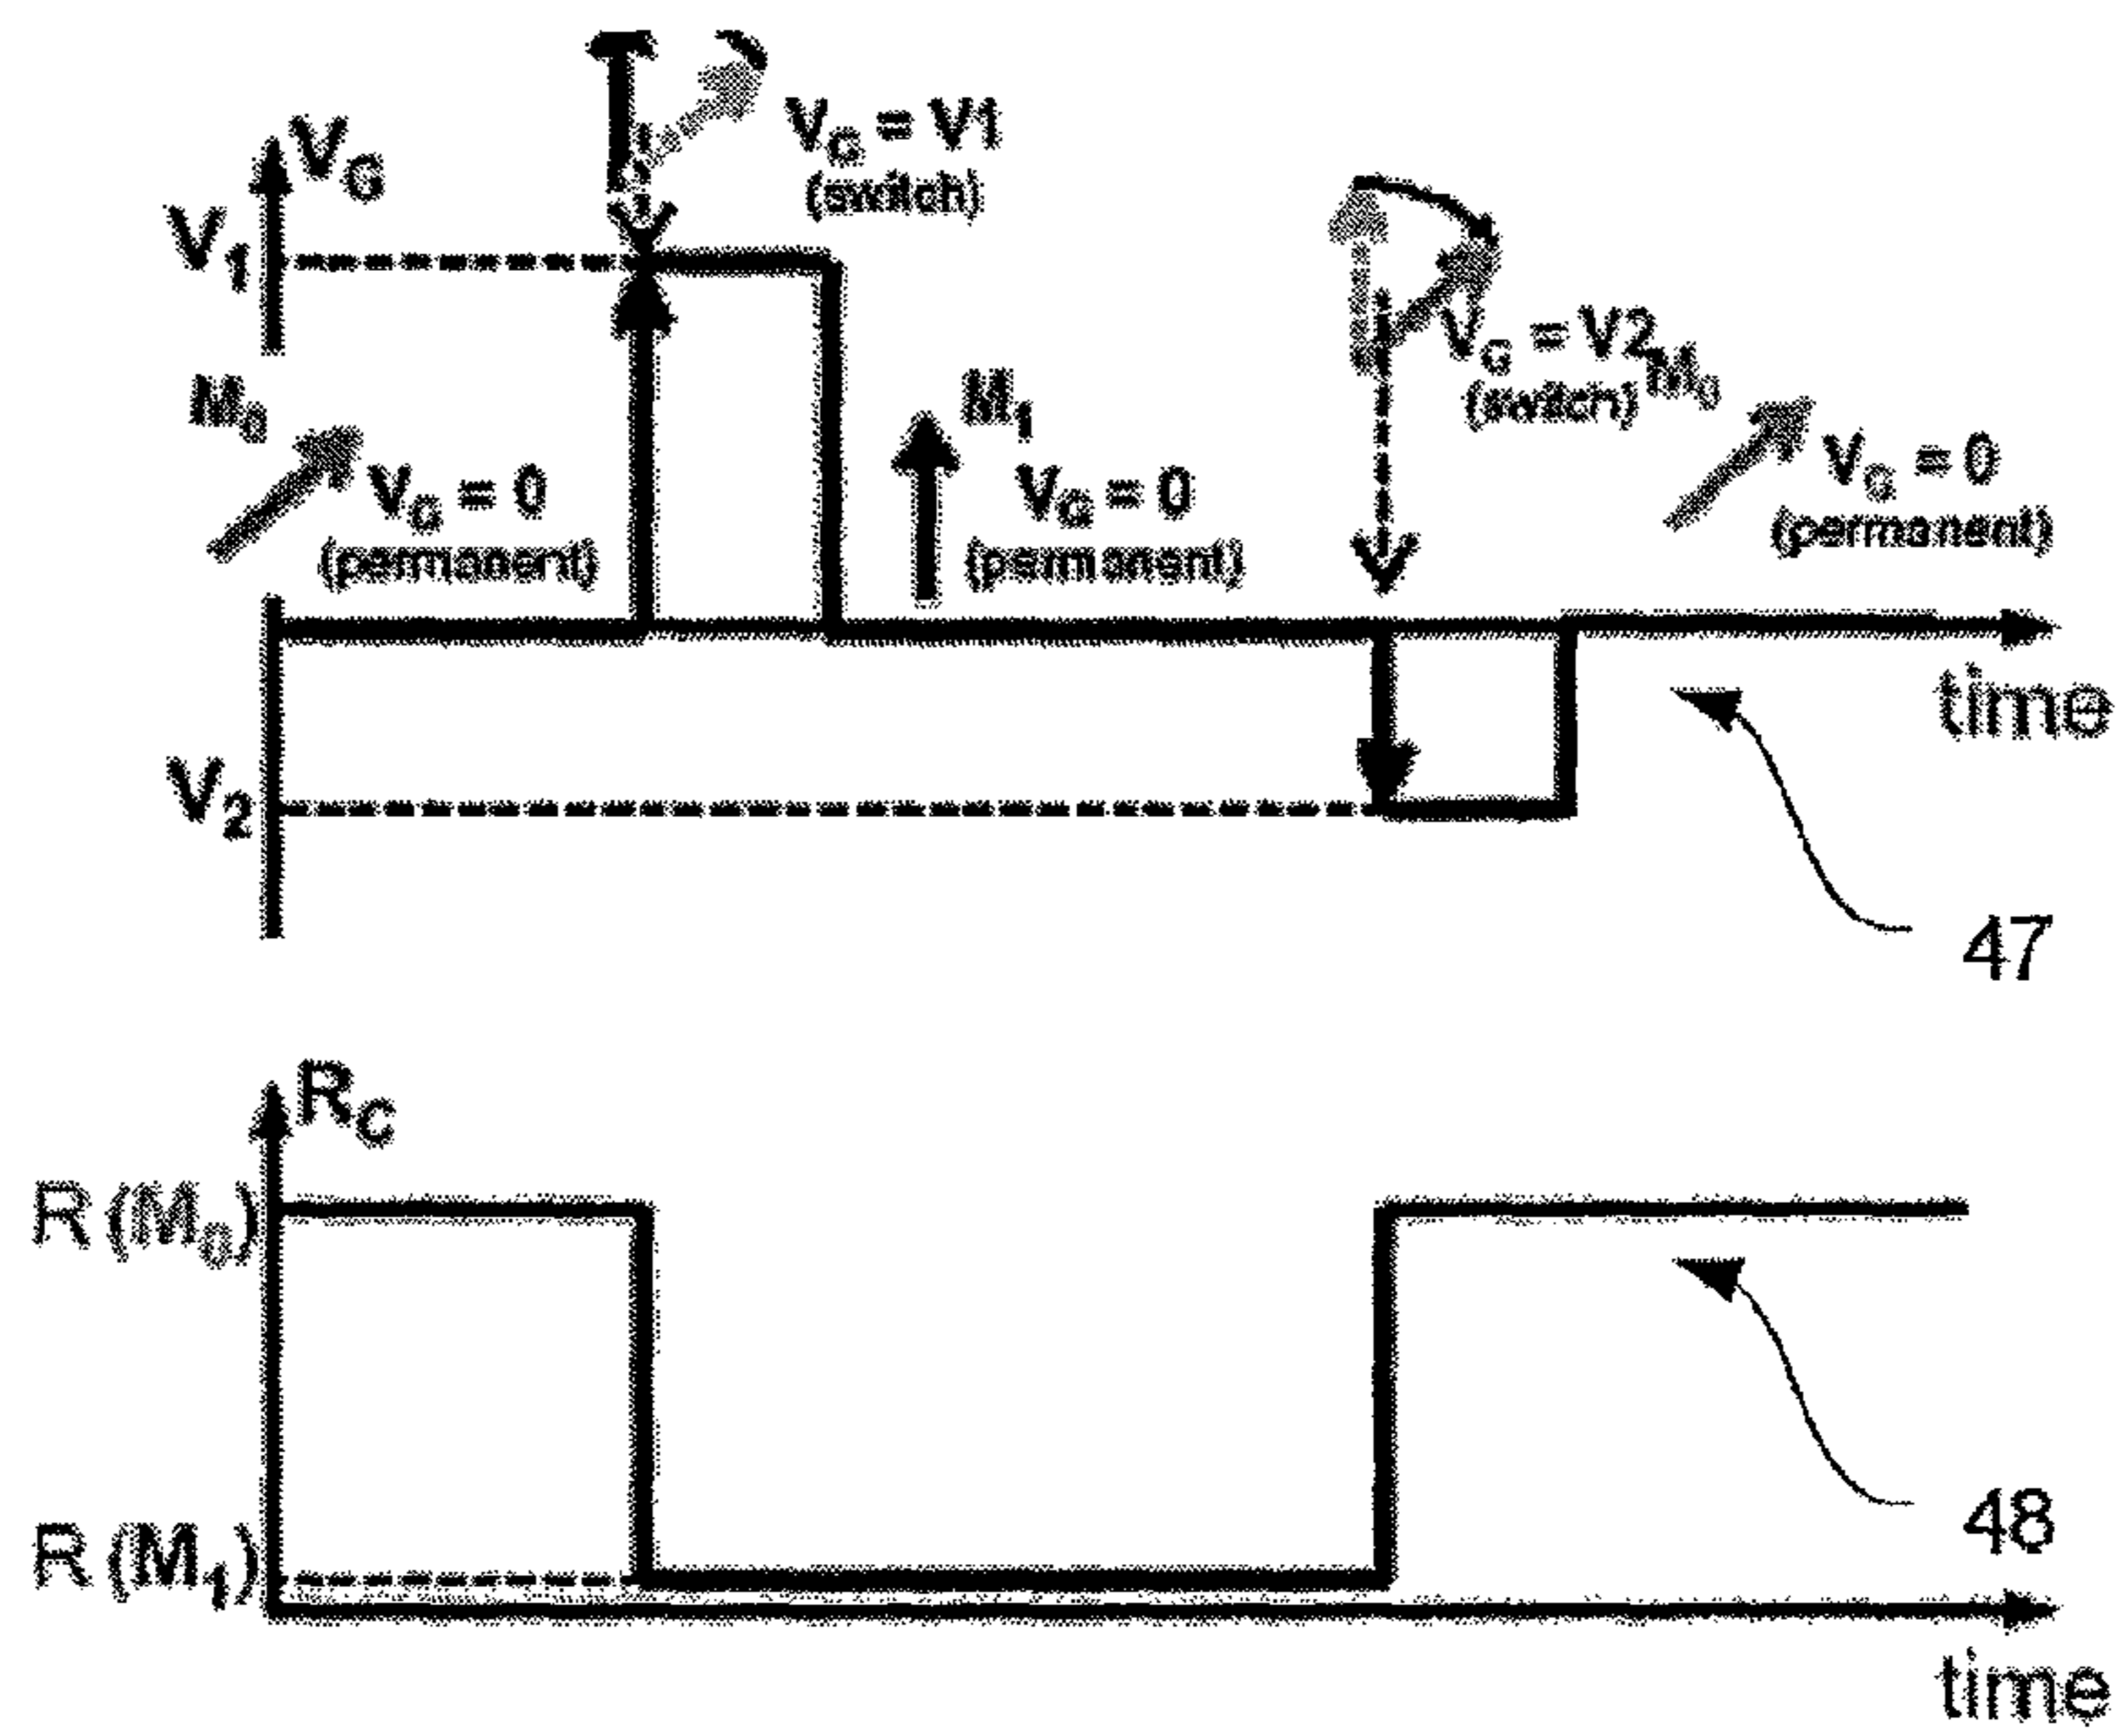 V_G = V1
(switch)
V_G
V_1
V_G = V2
(switch)
M_0
M_0
V_G = 0
(permanent)
M_1
V_G = 0
(permanent)
V_G = 0
(permanent)
time
V_2
47
R_C
R(M_0)
48
R(M_1)
time